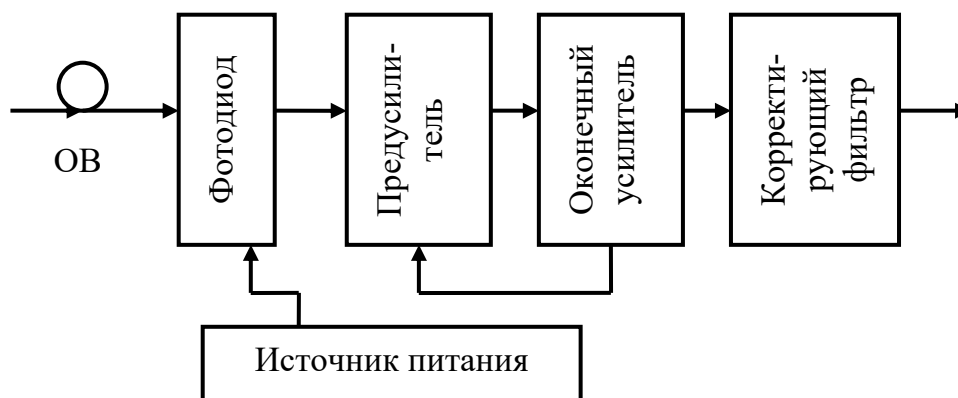 ОВ
Фотодиод
Предусили-
тель
Оконечный
усилитель
Корректи-
рующий
фильтр
Источник питания